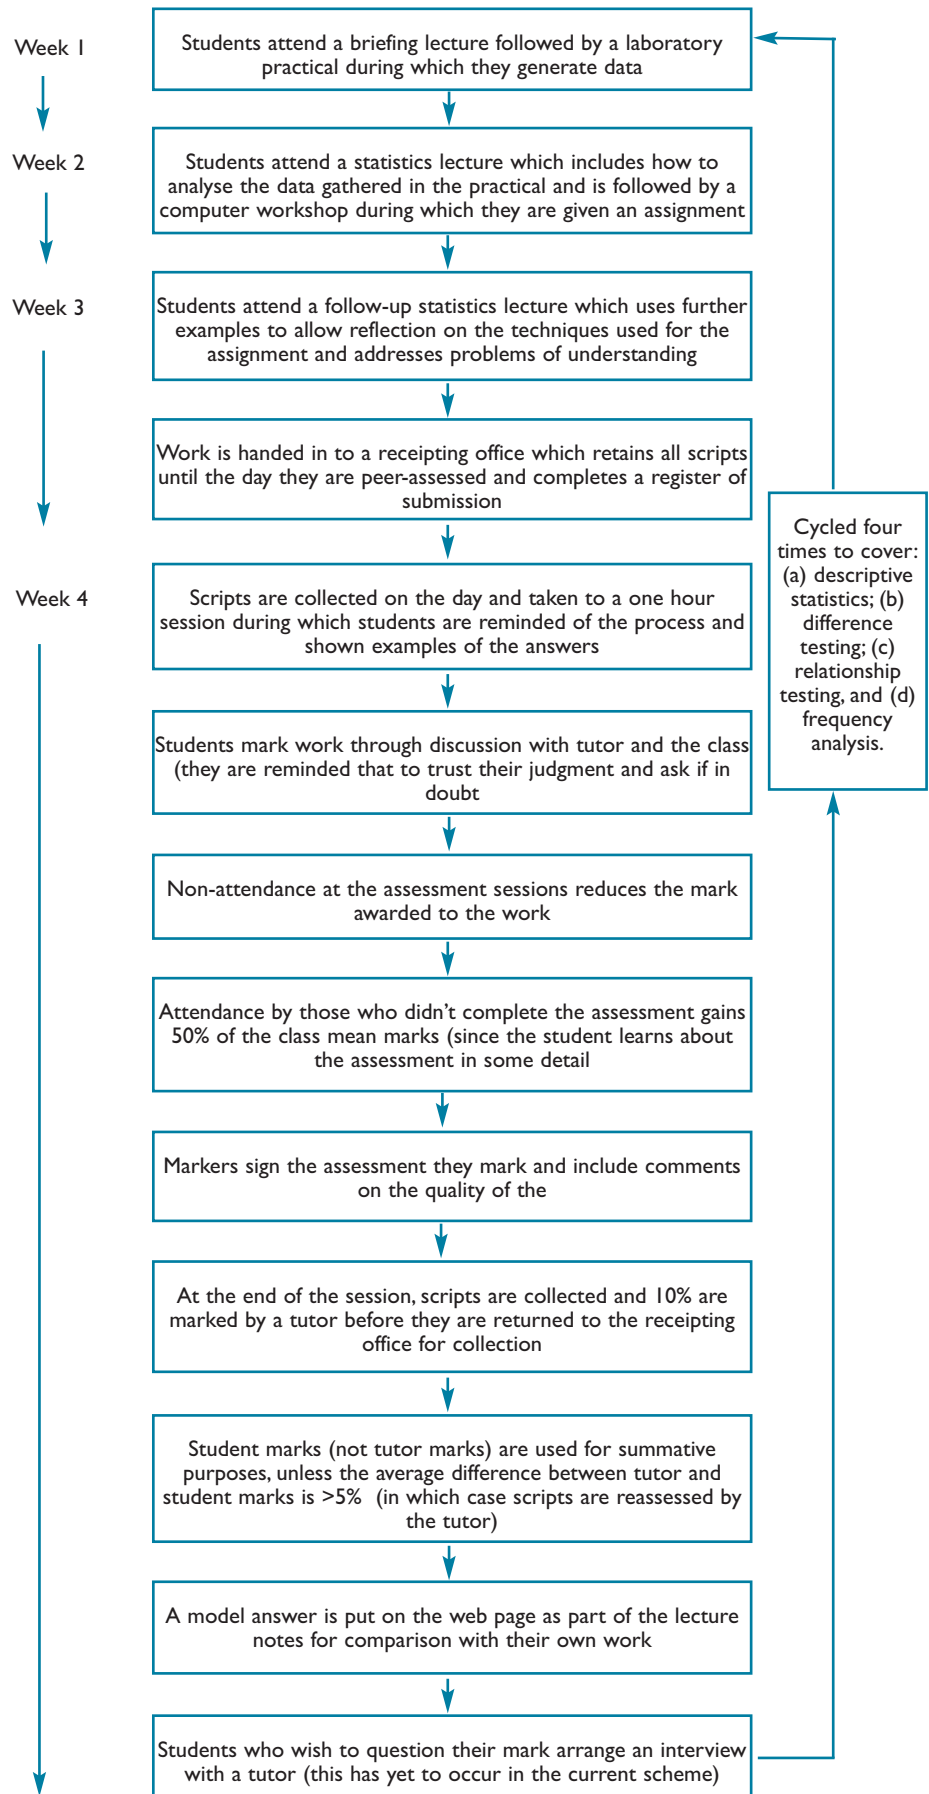 Week 1
Students attend a briefing lecture followed by a laboratory
practical during which they generate data
Week 2
Students attend a statistics lecture which includes how to
analyse the data gathered in the practical and is followed by a
computer workshop during which they are given an assignment
Week 3
Students attend a follow-up statistics lecture which uses further
examples to allow reflection on the techniques used for the
assignment and addresses problems of understanding
Work is handed in to a receipting office which retains all scripts
until the day they are peer-assessed and completes a register of
submission
Week 4
Scripts are collected on the day and taken to a one hour
session during which students are reminded of the process and
shown examples of the answers
Students mark work through discussion with tutor and the class
(they are reminded that to trust their judgment and ask if in
doubt
Non-attendance at the assessment sessions reduces the mark
awarded to the work
Attendance by those who didn't complete the assessment gains
50% of the class mean marks (since the student learns about
the assessment in some detail
Markers sign the assessment they mark and include comments
on the quality of the
At the end of the session, scripts are collected and 10% are
marked by a tutor before they are returned to the receipting
office for collection
Student marks (not tutor marks) are used for summative
purposes, unless the average difference between tutor and
student marks is >5% (in which case scripts are reassessed by
the tutor)
A model answer is put on the web page as part of the lecture
notes for comparison with their own work
Students who wish to question their mark arrange an interview
with a tutor (this has yet to occur in the current scheme)
Cycled four
times to cover:
(a) descriptive
statistics; (b)
difference
testing; (c)
relationship
testing, and (d)
frequency
analysis.